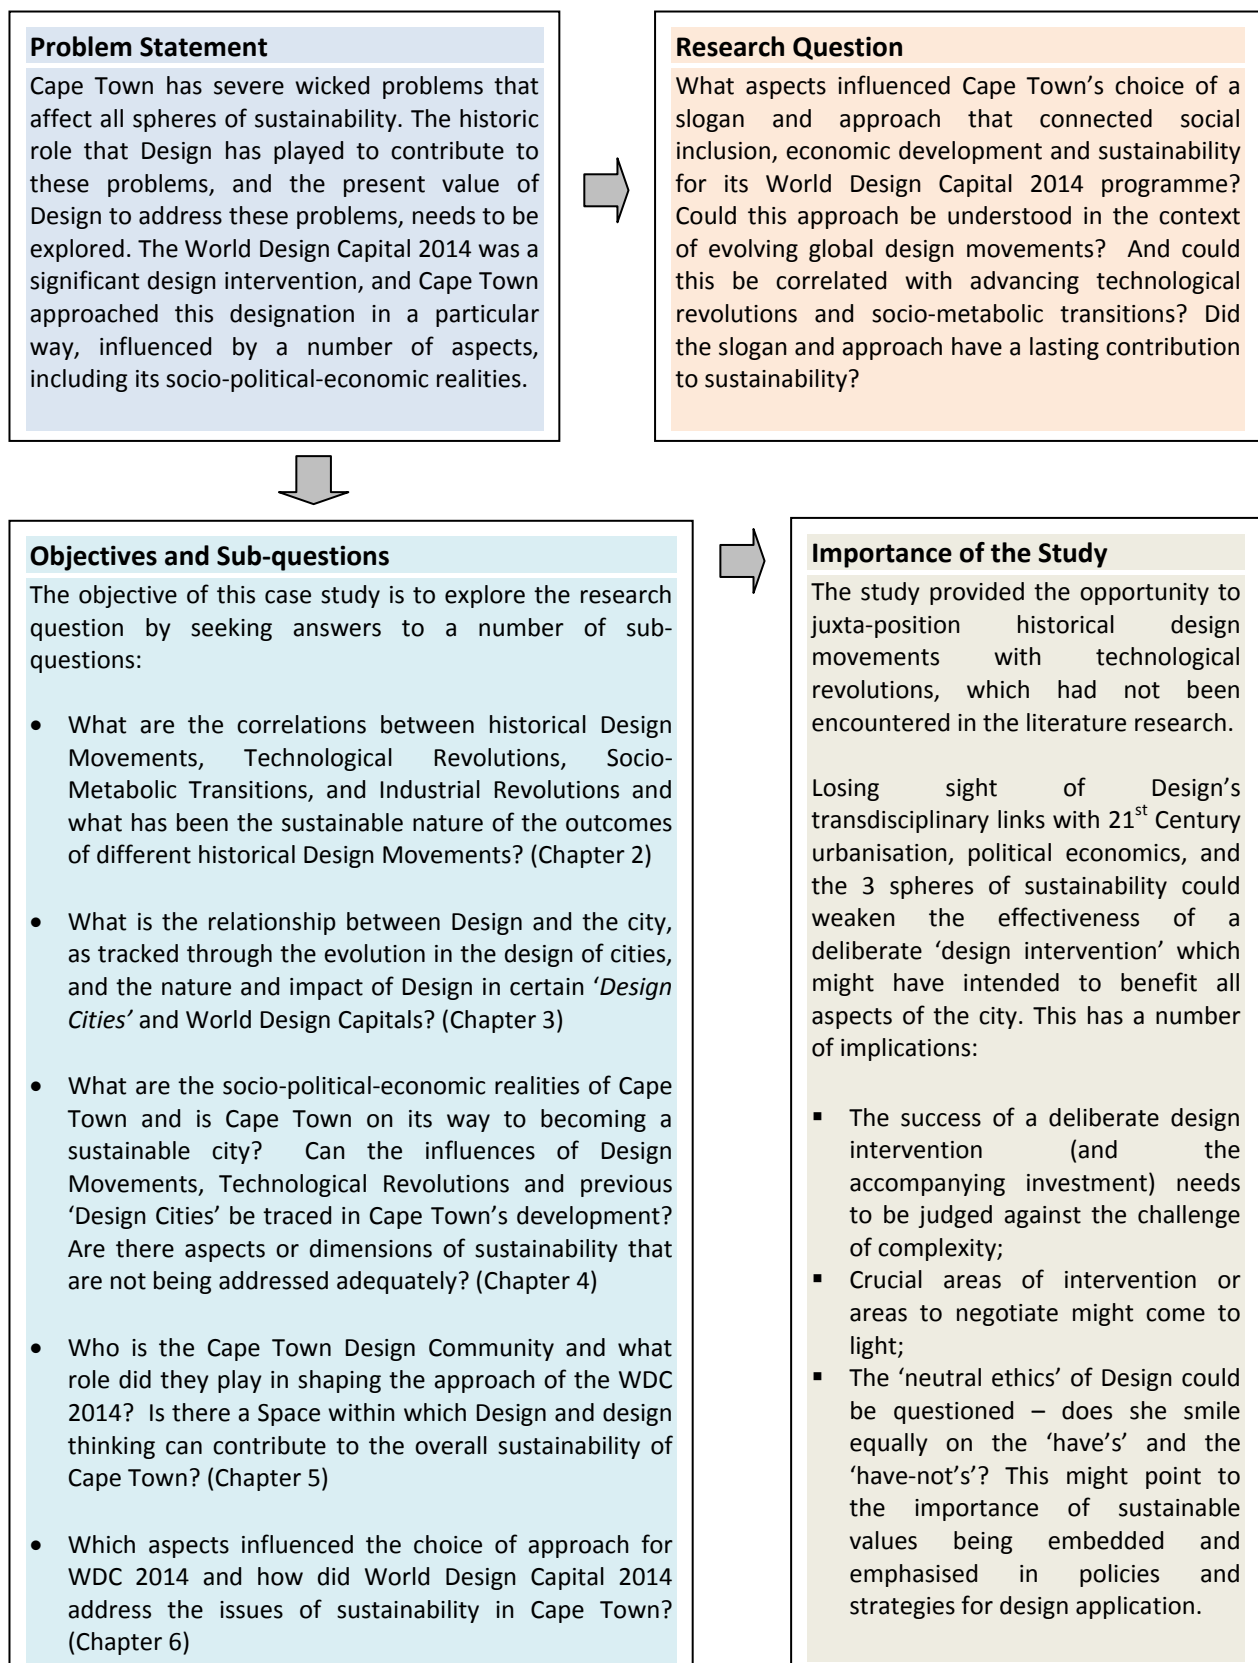 Problem Statement
Cape Town has severe wicked problems that
affect all spheres of sustainability. The historic
role that Design has played to contribute to
these problems, and the present value of
Design to address these problems, needs to be
explored. The World Design Capital 2014 was a
significant design intervention, and Cape Town
approached this designation in a particular
way, influenced by a number of aspects,
including its socio-political-economic realities.
Research Question
What aspects influenced Cape Town’s choice of a
slogan and approach that connected social
inclusion, economic development and sustainability
for its World Design Capital 2014 programme?
Could this approach be understood in the context
of evolving global design movements? And could
this be correlated with advancing technological
revolutions and socio-metabolic transitions? Did
the slogan and approach have a lasting contribution
to sustainability?
Objectives and Sub-questions
The objective of this case study is to explore the research
question by seeking answers to a number of sub-
questions:
• What are the correlations between historical Design
Movements, Technological Revolutions, Socio-
Metabolic Transitions, and Industrial Revolutions and
what has been the sustainable nature of the outcomes
of different historical Design Movements? (Chapter 2)
• What is the relationship between Design and the city,
as tracked through the evolution in the design of cities,
and the nature and impact of Design in certain ‘Design
Cities’ and World Design Capitals? (Chapter 3)
• What are the socio-political-economic realities of Cape
Town and is Cape Town on its way to becoming a
sustainable city? Can the influences of Design
Movements, Technological Revolutions and previous
‘Design Cities’ be traced in Cape Town’s development?
Are there aspects or dimensions of sustainability that
are not being addressed adequately? (Chapter 4)
• Who is the Cape Town Design Community and what
role did they play in shaping the approach of the WDC
2014? Is there a Space within which Design and design
thinking can contribute to the overall sustainability of
Cape Town? (Chapter 5)
• Which aspects influenced the choice of approach for
WDC 2014 and how did World Design Capital 2014
address the issues of sustainability in Cape Town?
(Chapter 6)
Importance of the Study
The study provided the opportunity to
juxta-position historical design
movements with technological
revolutions, which had not been
encountered in the literature research.
Losing sight of Design’s
transdisciplinary links with 21st Century
urbanisation, political economics, and
the 3 spheres of sustainability could
weaken the effectiveness of a
deliberate ‘design intervention’ which
might have intended to benefit all
aspects of the city. This has a number
of implications:
▪ The success of a deliberate design
intervention (and the
accompanying investment) needs
to be judged against the challenge
of complexity;
▪ Crucial areas of intervention or
areas to negotiate might come to
light;
▪ The ‘neutral ethics’ of Design could
be questioned – does she smile
equally on the ‘have’s’ and the
‘have-not’s’? This might point to
the importance of sustainable
values being embedded and
emphasised in policies and
strategies for design application.